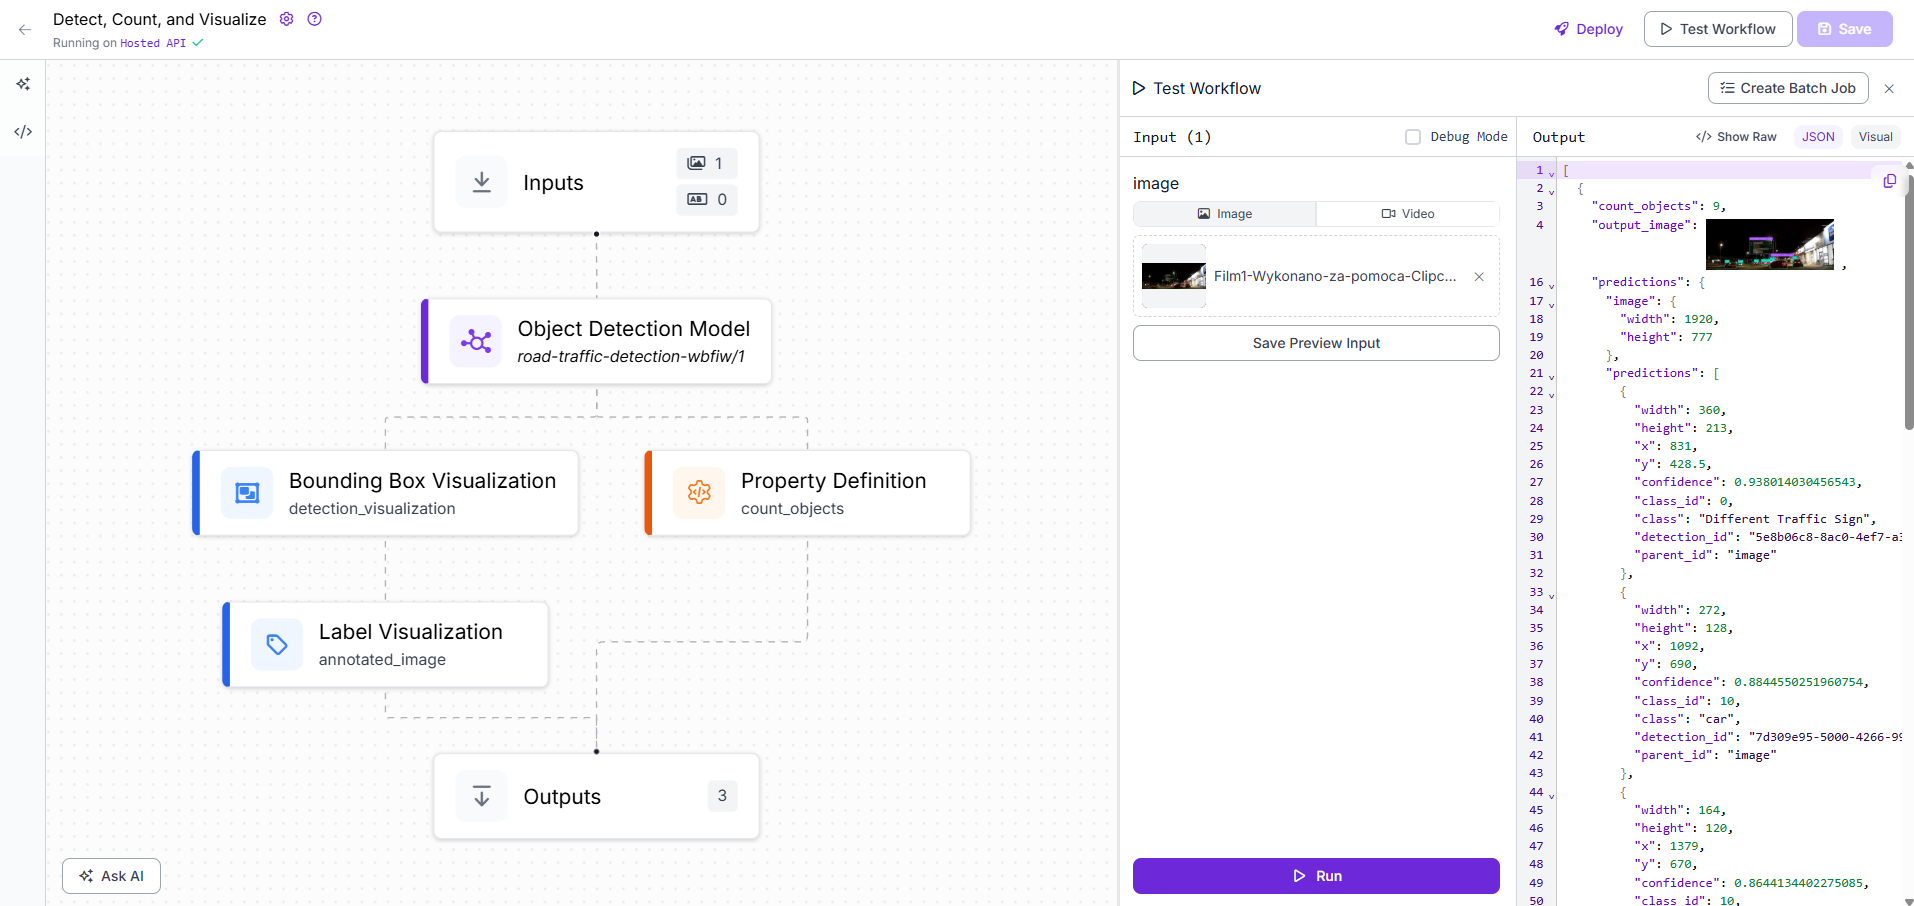 Detect, Count, and Visualize
Running on Hosted API
Deploy
Test Workflow
Save
Inputs
1
AB 0
Object Detection Model
road-traffic-detection-wbfiw/1
Bounding Box Visualization
detection_visualization
Property Definition
count_objects
Label Visualization
annotated_image
Outputs
3
Ask AI
Test Workflow
Create Batch Job
Input (1)
Debug Mode
image
Image
Video
Film1-Wykonano-za-pomoca-Clipc...
Save Preview Input
Run
Output
Show Raw
JSON
Visual
1 [
2 {
3 "count_objects": 9,
4 "output_image":
,
16 "predictions": {
17 "image": {
18 "width": 1920,
19 "height": 777
20 },
21 "predictions": [
22 {
23 "width": 360,
24 "height": 213,
25 "x": 831,
26 "y": 428.5,
27 "confidence": 0.938014030456543,
28 "class_id": 0,
29 "class": "Different Traffic Sign",
30 "detection_id": "5e8b06c8-8ac0-4ef7-a3
31 "parent_id": "image"
32 },
33 {
34 "width": 272,
35 "height": 128,
36 "x": 1092,
37 "y": 690,
38 "confidence": 0.8844550251960754,
39 "class_id": 10,
40 "class": "car",
41 "detection_id": "7d309e95-5000-4266-99
42 "parent_id": "image"
43 },
44 {
45 "width": 164,
46 "height": 120,
47 "x": 1379,
48 "y": 670,
49 "confidence": 0.8644134402275085,
50 "class_id": 10,